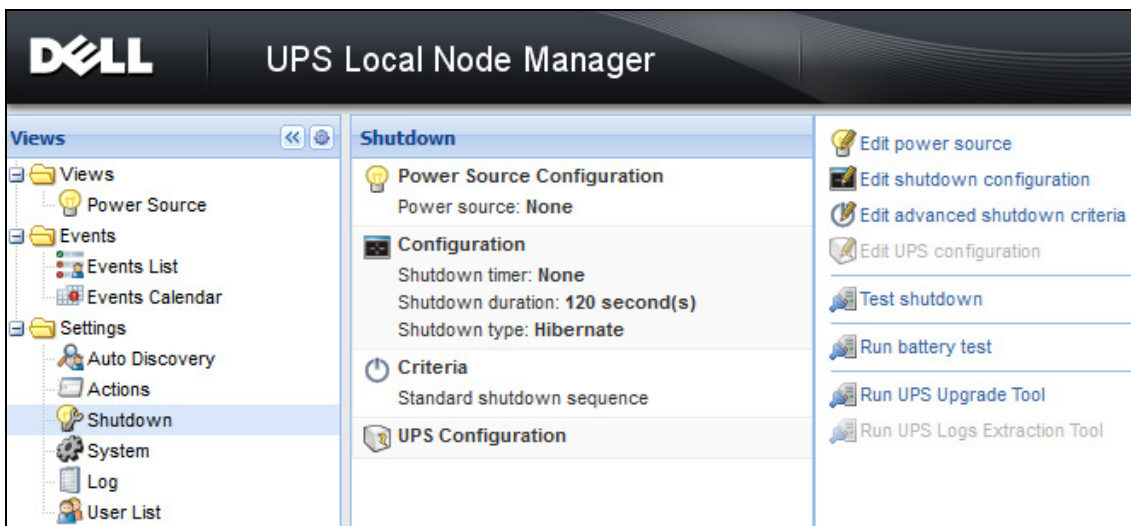 DELL
UPS Local Node Manager
Views
Views
Power Source
Events
Events List
Events Calendar
Settings
Auto Discovery
Actions
Shutdown
System
Log
User List
Shutdown
Power Source Configuration
Power source: None
Configuration
Shutdown timer: None
Shutdown duration: 120 second(s)
Shutdown type: Hibernate
Criteria
Standard shutdown sequence
UPS Configuration
Edit power source
Edit shutdown configuration
Edit advanced shutdown criteria
Edit UPS configuration
Test shutdown
Run battery test
Run UPS Upgrade Tool
Run UPS Logs Extraction Tool